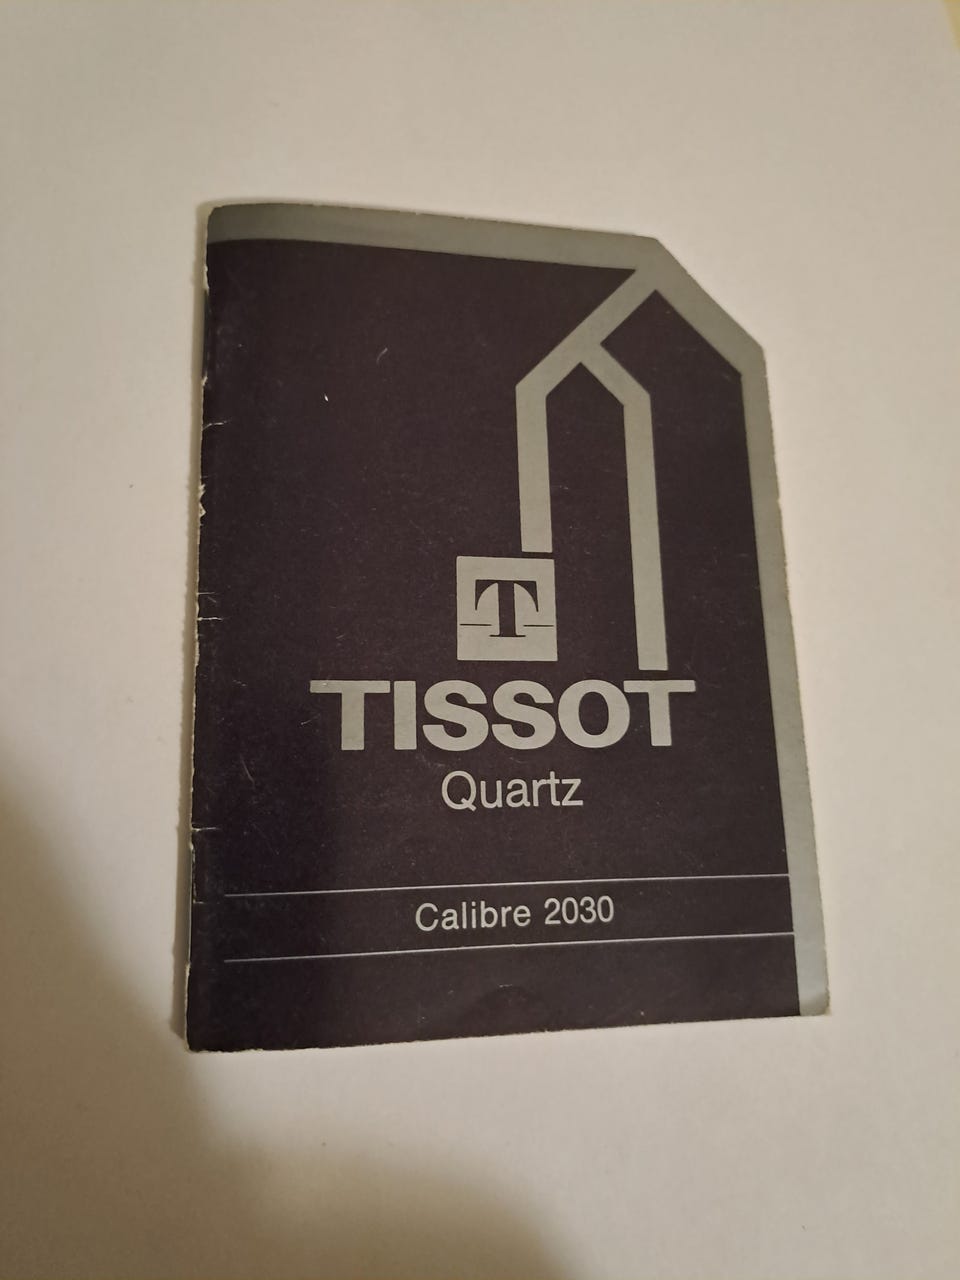 T
TISSOT
Quartz
Calibre 2030